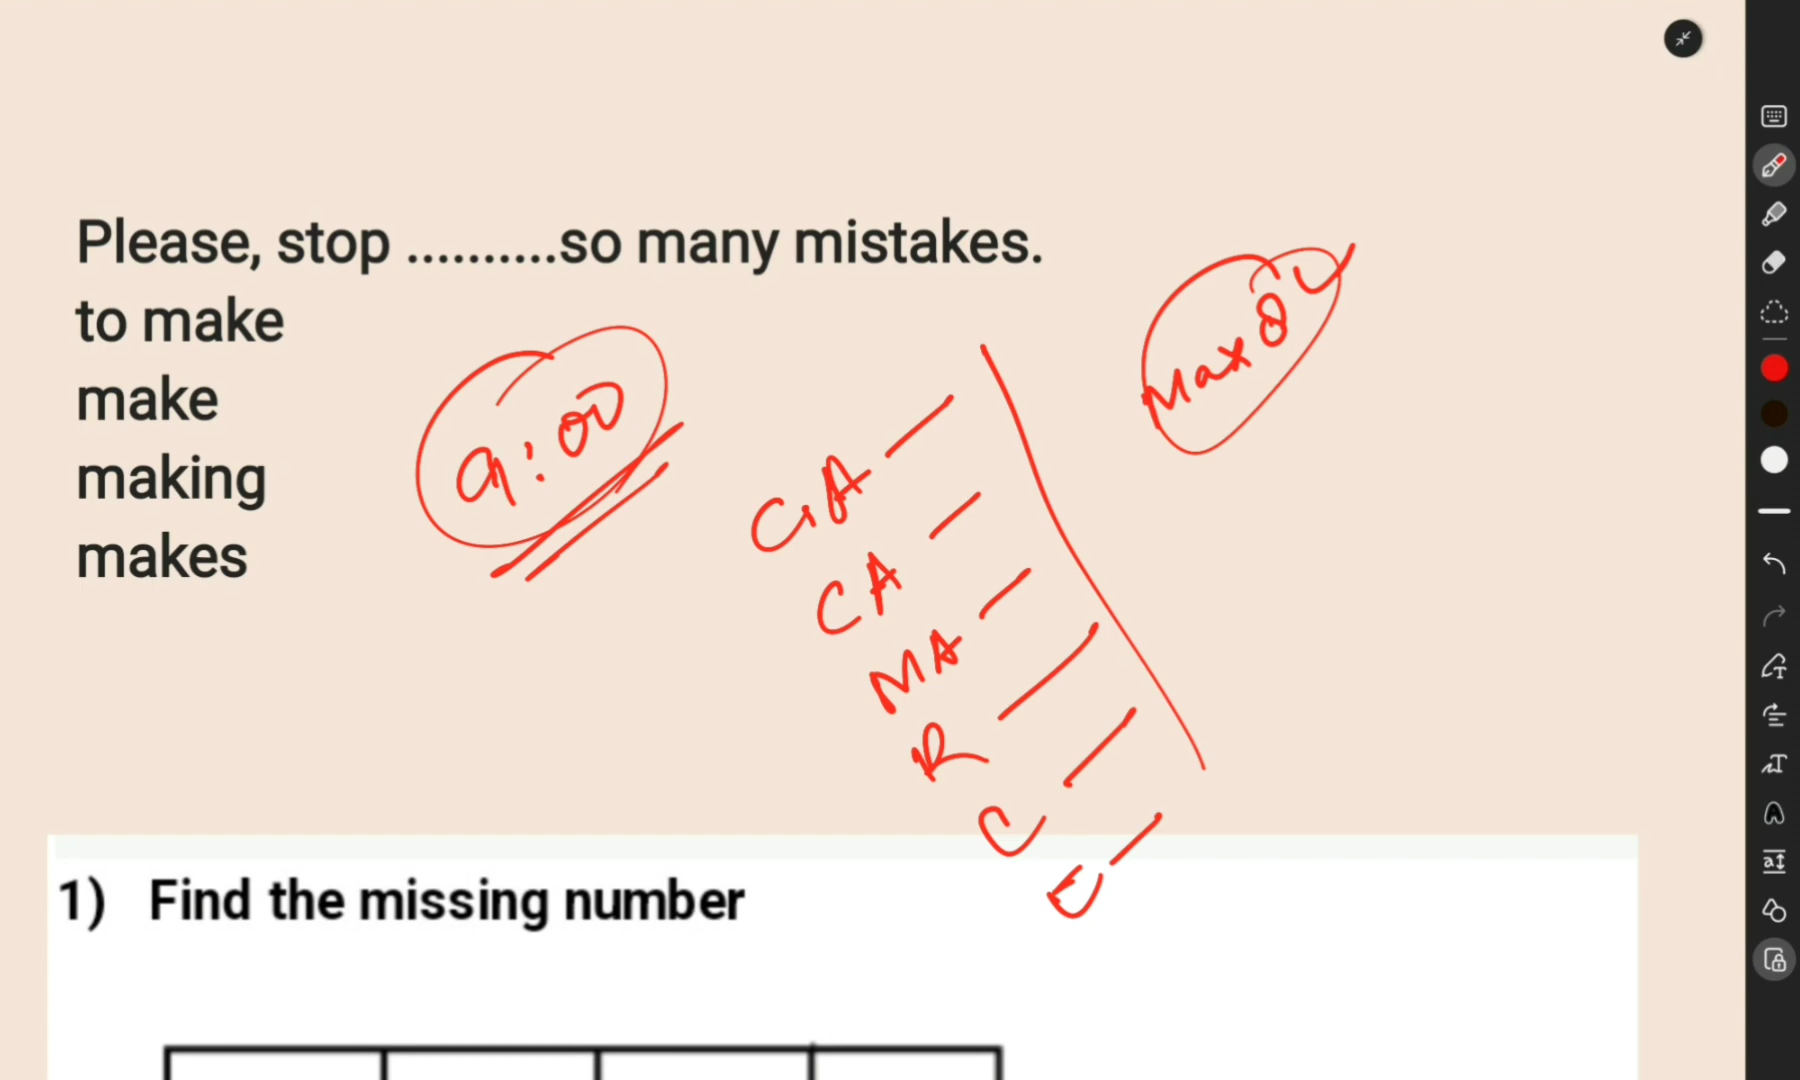 Please, stop ..........so many mistakes.
to make
make
making
makes
9:00
Max 8
GA —
CA —
MA —
R —
C —
E —
1) Find the missing number